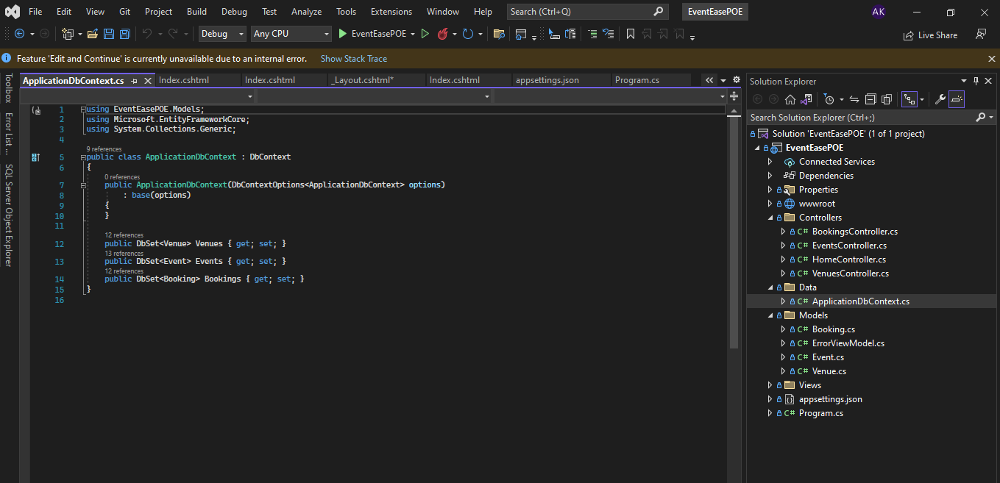 File Edit View Git Project Build Debug Test Analyze Tools Extensions Window Help Search (Ctrl+Q) EventEasePOE AK
Debug Any CPU EventEasePOE Live Share
Feature 'Edit and Continue' is currently unavailable due to an internal error. Show Stack Trace
Toolbox
Error List ...
SQL Server Object Explorer
ApplicationDbContext.cs Index.cshtml Index.cshtml _Layout.cshtml* Index.cshtml appsettings.json Program.cs
1 using EventEasePOE.Models;
2 using Microsoft.EntityFrameworkCore;
3 using System.Collections.Generic;
4
9 references
5 public class ApplicationDbContext : DbContext
6 {
0 references
7 public ApplicationDbContext(DbContextOptions<ApplicationDbContext> options)
8 : base(options)
9 {
10 }
11
12 references
12 public DbSet<Venue> Venues { get; set; }
13 references
13 public DbSet<Event> Events { get; set; }
12 references
14 public DbSet<Booking> Bookings { get; set; }
15 }
16
Solution Explorer
Search Solution Explorer (Ctrl+;)
Solution 'EventEasePOE' (1 of 1 project)
EventEasePOE
Connected Services
Dependencies
Properties
wwwroot
Controllers
C# BookingsController.cs
C# EventsController.cs
C# HomeController.cs
C# VenuesController.cs
Data
C# ApplicationDbContext.cs
Models
C# Booking.cs
C# ErrorViewModel.cs
C# Event.cs
C# Venue.cs
Views
appsettings.json
C# Program.cs